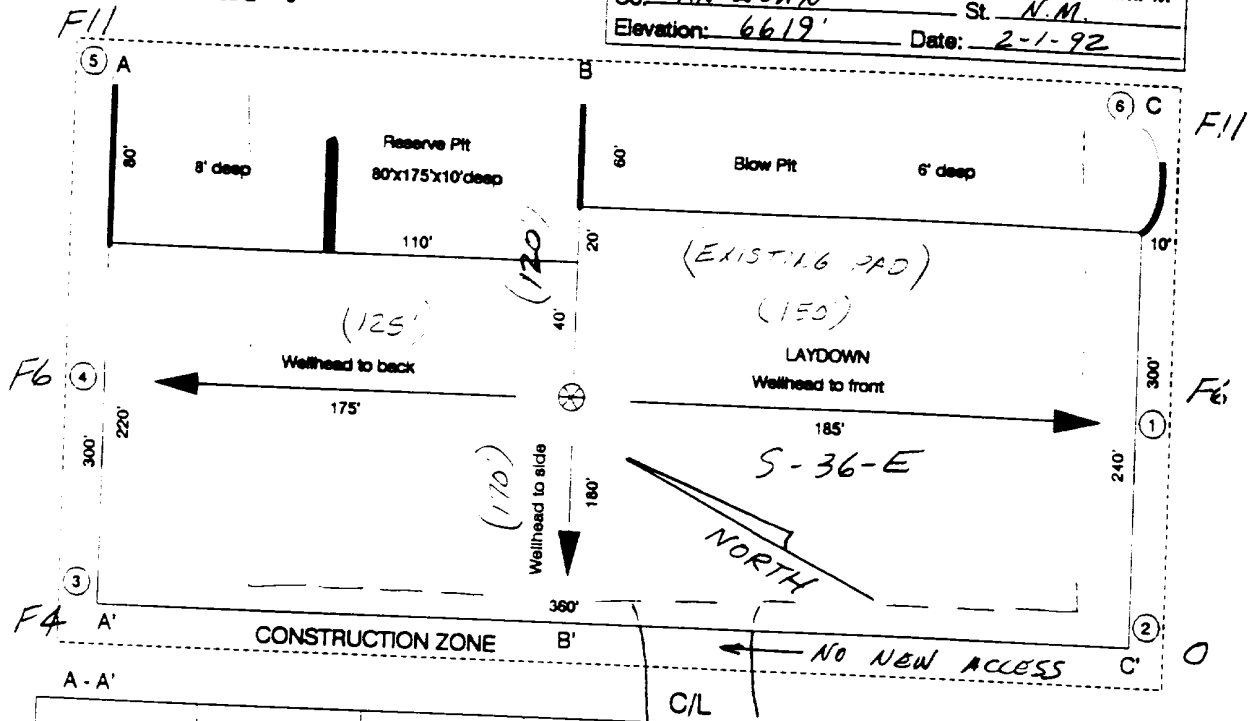 St. N.M.
Elevation: 6619' Date: 2-1-92
F11
5 A
B
6 C
F11
80'
8' deep
Reserve Pit
80'x175'x10'deep
60'
Blow Pit
6' deep
110'
(120')
20'
10'
(EXISTING PAD)
(125')
40'
(150')
LAYDOWN
Wellhead to back
Wellhead to front
300'
F6
4
175'
185'
1
220'
300'
S-36-E
240'
(170')
Wellhead to side
180'
NORTH
3
360'
2
F4
A'
CONSTRUCTION ZONE
B'
NO NEW ACCESS
C'
O
A - A'
C/L